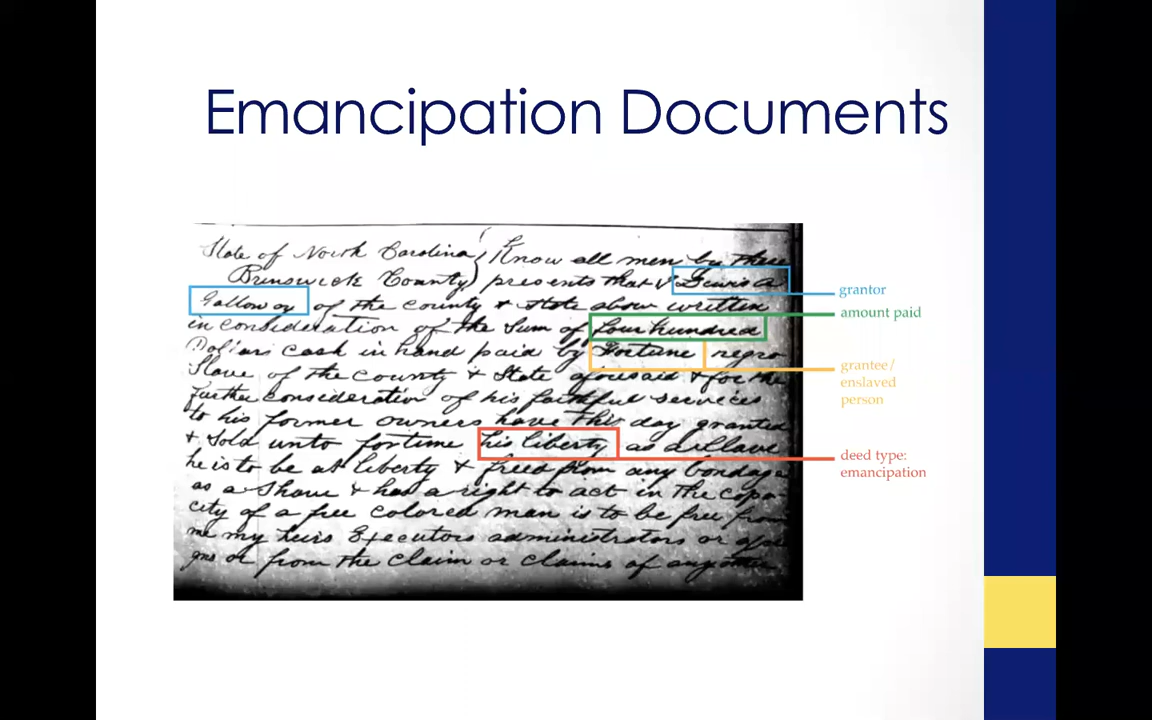 Emancipation Documents
State of North Carolina } Know all men by these
Brunswick County } presents that I Lewis A
Galloway of the county & State above written
in consideration of the sum of four hundred
Dollars cash in hand paid by Fortune negro
Slave of the county & State aforesaid & for the
further consideration of his faithful services
to his former owners have this day granted
& sold unto fortune his liberty as a Slave
he is to be at liberty & freed from any bondage
as a Slave & has a right to act in the capa-
city of a free colored man is to be free from
me my heirs Executors administrators or
or from the claim or claims of any other
grantor
amount paid
grantee/
enslaved
person
deed type:
emancipation